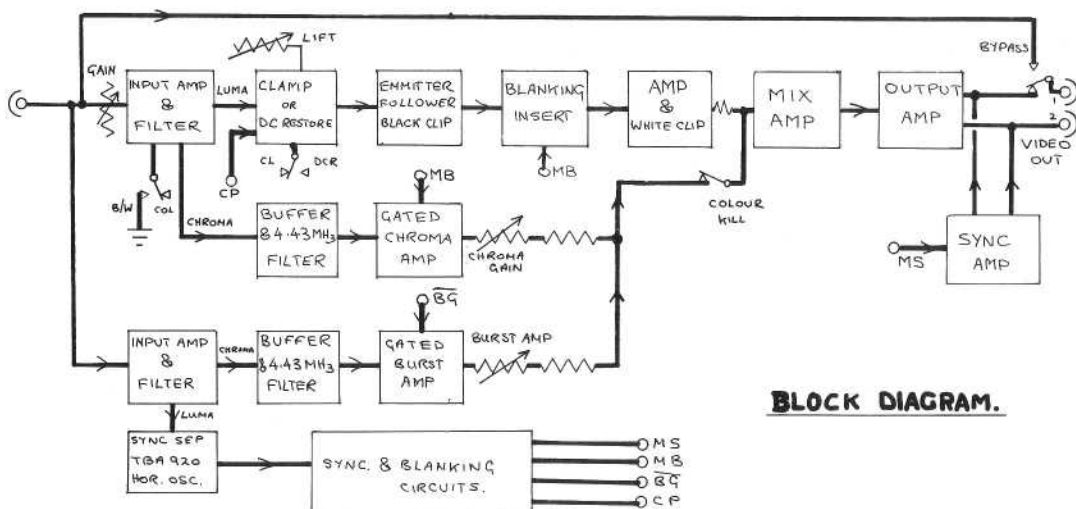 LIFT
BYPASS
GAIN
INPUT AMP
&
FILTER
LUMA
CLAMP
OR
DC RESTORE
EMMITTER
FOLLOWER
BLACK CLIP
BLANKING
INSERT
AMP
&
WHITE CLIP
MIX
AMP
OUTPUT
AMP
1
2
VIDEO
OUT
CL
DCR
CP
MB
MB
B/W
COL
COLOUR
KILL
CHROMA
BUFFER
&4.43MHz
FILTER
GATED
CHROMA
AMP
CHROMA
GAIN
MS
SYNC
AMP
BG
INPUT AMP
&
FILTER
CHROMA
BUFFER
&4.43MHz
FILTER
GATED
BURST
AMP
BURST AMP
BLOCK DIAGRAM.
LUMA
SYNC SEP
TBA 920
HOR. OSC.
SYNC. & BLANKING
CIRCUITS.
MS
MB
BG
CP